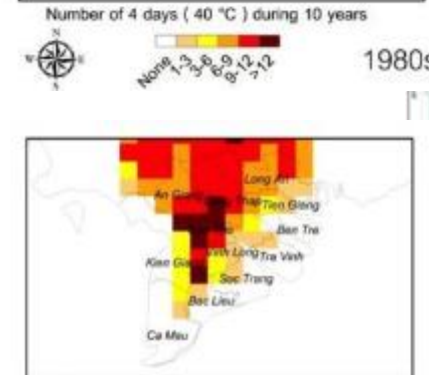 Number of 4 days ( 40 °C ) during 10 years
N
W E
S
None 1-3 3-6 6-9 9-12 >12
1980s
Long An
An Giang Thap Tien Giang
Ben Tre
Kien Gia Vinh Long Tra Vinh
Soc Trang
Bac Lieu
Ca Mau